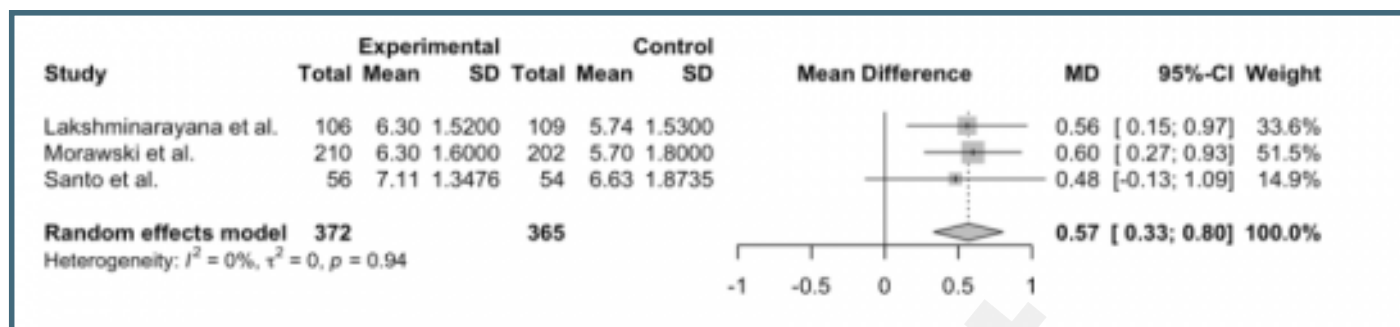 Experimental Control
Study Total Mean SD Total Mean SD Mean Difference MD 95%-CI Weight
Lakshminarayana et al. 106 6.30 1.5200 109 5.74 1.5300 0.56 [ 0.15; 0.97] 33.6%
Morawski et al. 210 6.30 1.6000 202 5.70 1.8000 0.60 [ 0.27; 0.93] 51.5%
Santo et al. 56 7.11 1.3476 54 6.63 1.8735 0.48 [-0.13; 1.09] 14.9%
Random effects model 372 365 0.57 [ 0.33; 0.80] 100.0%
Heterogeneity: I² = 0%, τ² = 0, p = 0.94
-1 -0.5 0 0.5 1